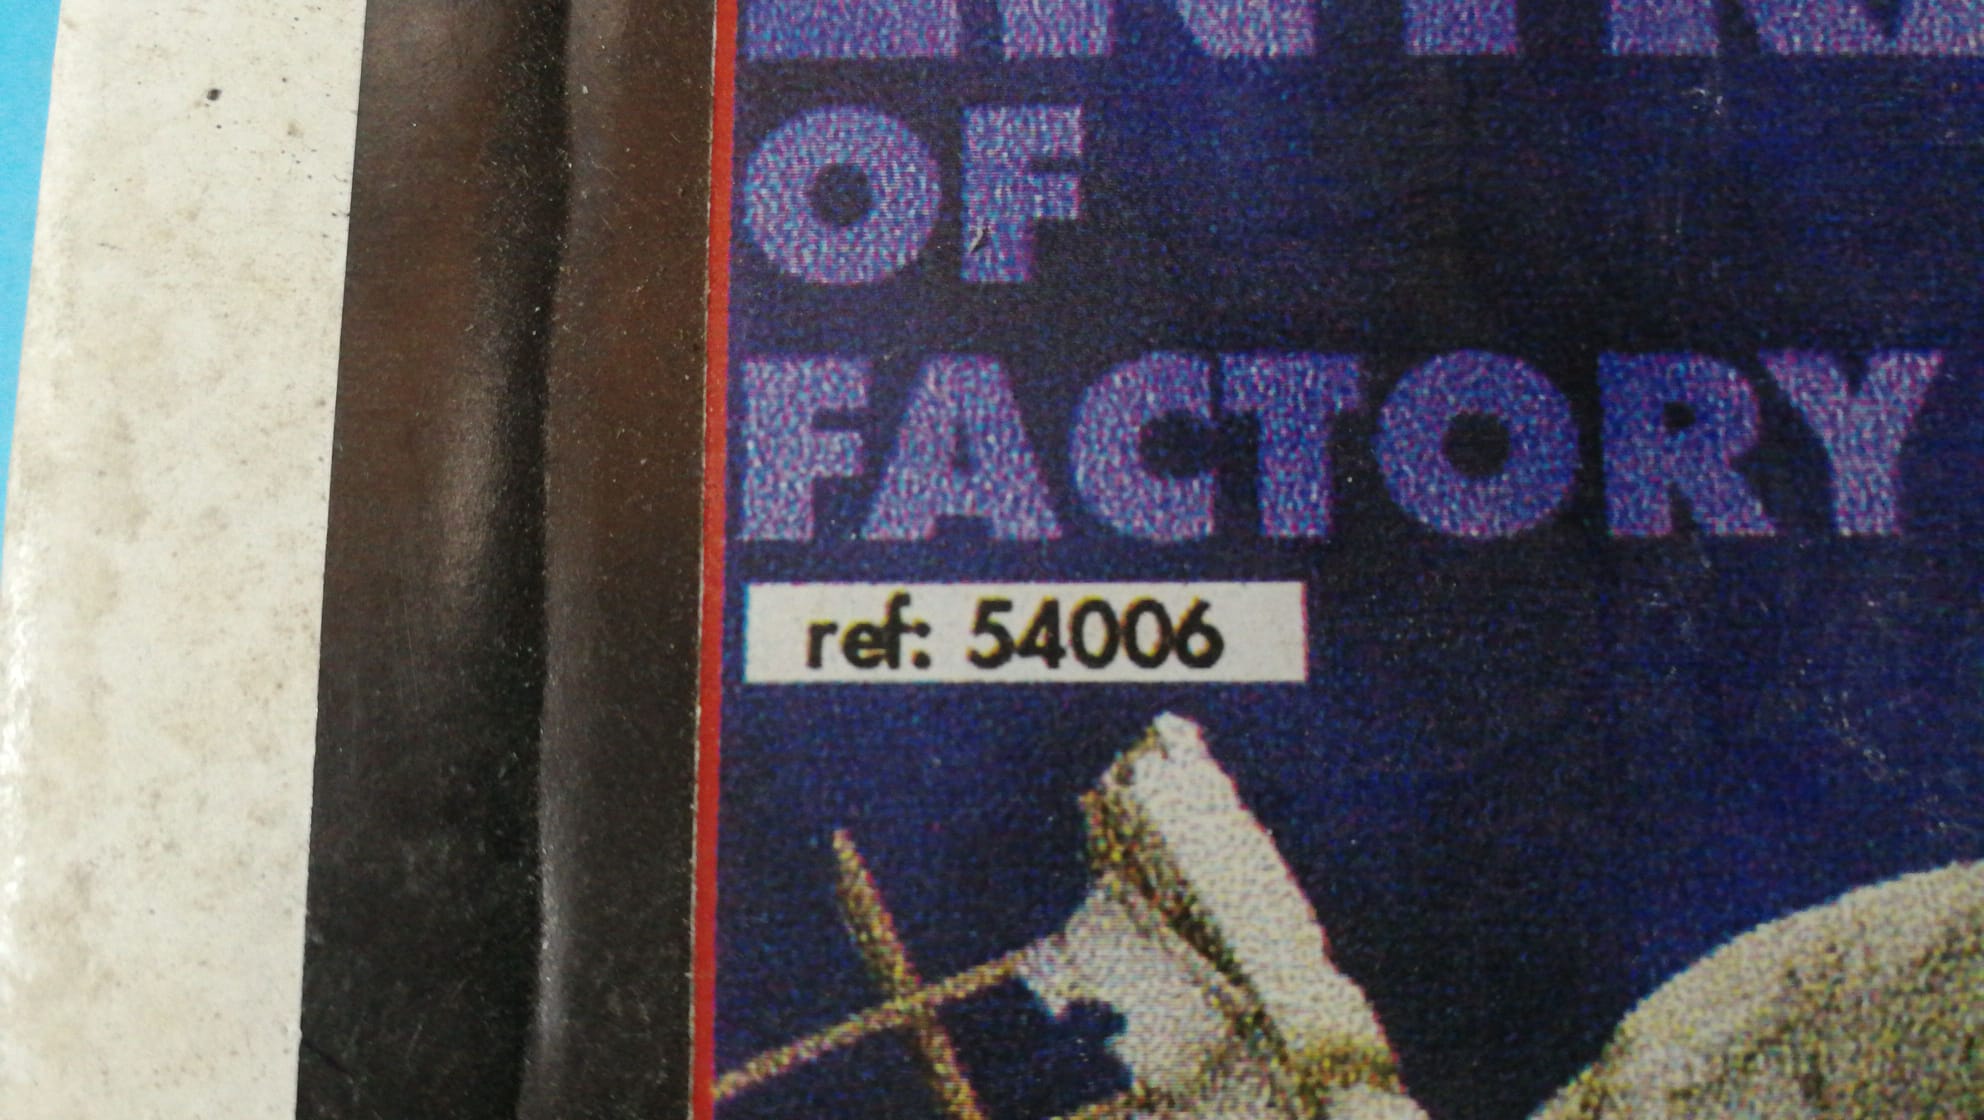 OF
FACTORY
ref: 54006